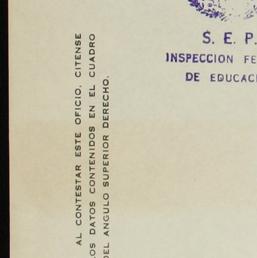 S. E. P.
INSPECCION FE
DE EDUCAC
AL CONTESTAR ESTE OFICIO, CITENSE
LOS DATOS CONTENIDOS EN EL CUADRO
DEL ANGULO SUPERIOR DERECHO.